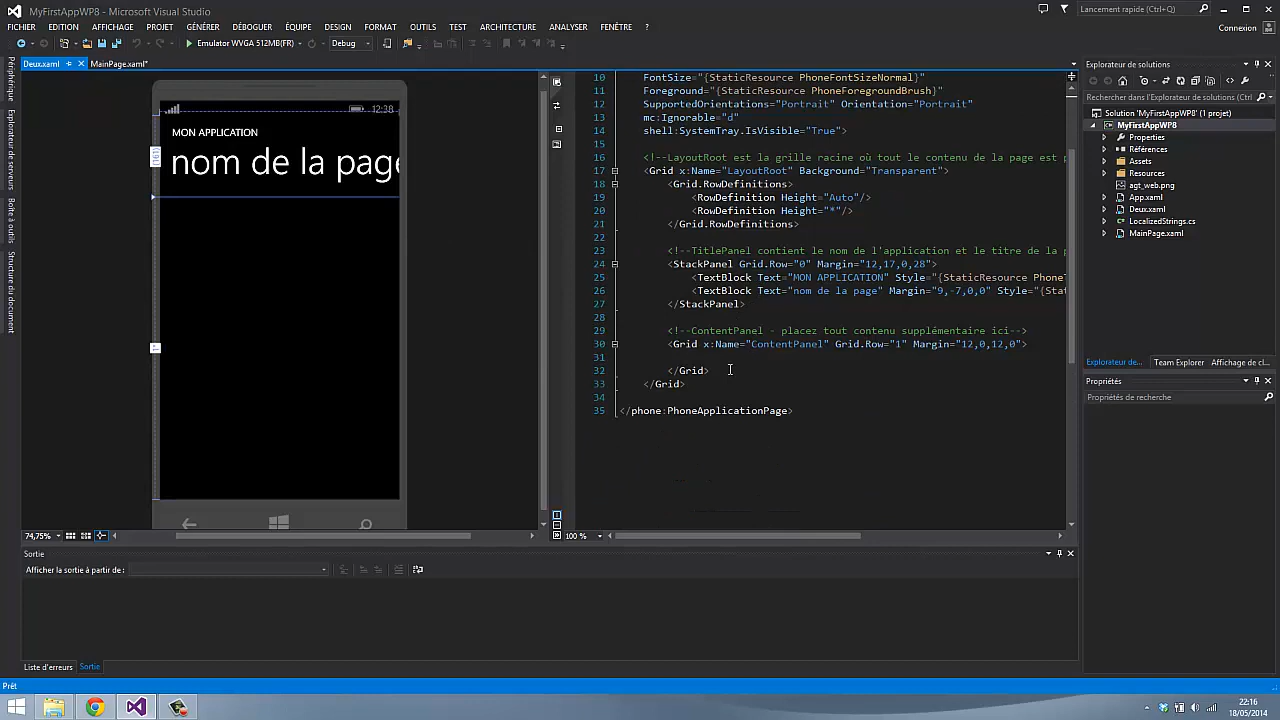 MyFirstAppWP8 - Microsoft Visual Studio
Lancement rapide (Ctrl+Q)
FICHIER EDITION AFFICHAGE PROJET GÉNÉRER DÉBOGUER ÉQUIPE DESIGN FORMAT OUTILS TEST ARCHITECTURE ANALYSER FENÊTRE ?
Connexion
Emulator WVGA 512MB(FR) Debug
Deux.xaml MainPage.xaml*
Périphérique
Explorateur de serveurs
Boîte à outils
Structure du document
12:38
MON APPLICATION
nom de la page
10 FontSize="{StaticResource PhoneFontSizeNormal}"
11 Foreground="{StaticResource PhoneForegroundBrush}"
12 SupportedOrientations="Portrait" Orientation="Portrait"
13 mc:Ignorable="d"
14 shell:SystemTray.IsVisible="True">
15
16 <!--LayoutRoot est la grille racine où tout le contenu de la page est p
17 <Grid x:Name="LayoutRoot" Background="Transparent">
18 <Grid.RowDefinitions>
19 <RowDefinition Height="Auto"/>
20 <RowDefinition Height="*"/>
21 </Grid.RowDefinitions>
22
23 <!--TitlePanel contient le nom de l'application et le titre de la p
24 <StackPanel Grid.Row="0" Margin="12,17,0,28">
25 <TextBlock Text="MON APPLICATION" Style="{StaticResource PhoneT
26 <TextBlock Text="nom de la page" Margin="9,-7,0,0" Style="{Stat
27 </StackPanel>
28
29 <!--ContentPanel - placez tout contenu supplémentaire ici-->
30 <Grid x:Name="ContentPanel" Grid.Row="1" Margin="12,0,12,0">
31
32 </Grid>
33 </Grid>
34
35 </phone:PhoneApplicationPage>
74,75%
100 %
Explorateur de solutions
Rechercher dans l'Explorateur de solutions (Ctrl
Solution 'MyFirstAppWP8' (1 projet)
MyFirstAppWP8
Properties
Références
Assets
Resources
agt_web.png
App.xaml
Deux.xaml
LocalizedStrings.cs
MainPage.xaml
Explorateur de... Team Explorer Affichage de cl...
Propriétés
Propriétés de recherche
Sortie
Afficher la sortie à partir de :
Liste d'erreurs Sortie
Prêt
22:16
18/05/2014